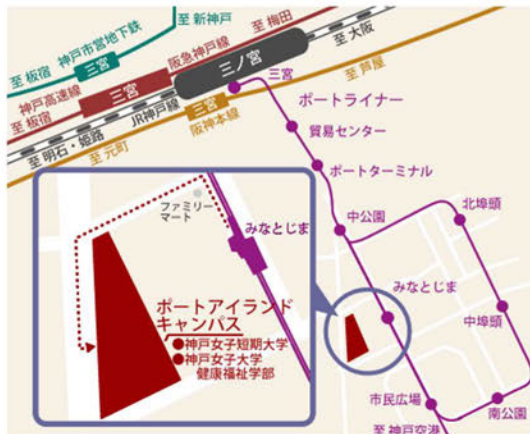 至 新神戸
神戸市営地下鉄
至 板宿
三宮
阪急神戸線
至 梅田
神戸高速線
至 板宿
三宮
三ノ宮
至 大阪
JR神戸線
至 明石・姫路
三宮
阪神本線
至 元町
至 芦屋
三宮
ポートライナー
貿易センター
ポートターミナル
中公園
北埠頭
みなとじま
中埠頭
市民広場
南公園
至 神戸空港
ファミリー
マート
みなとじま
ポートアイランド
キャンパス
●神戸女子短期大学
●神戸女子大学
健康福祉学部